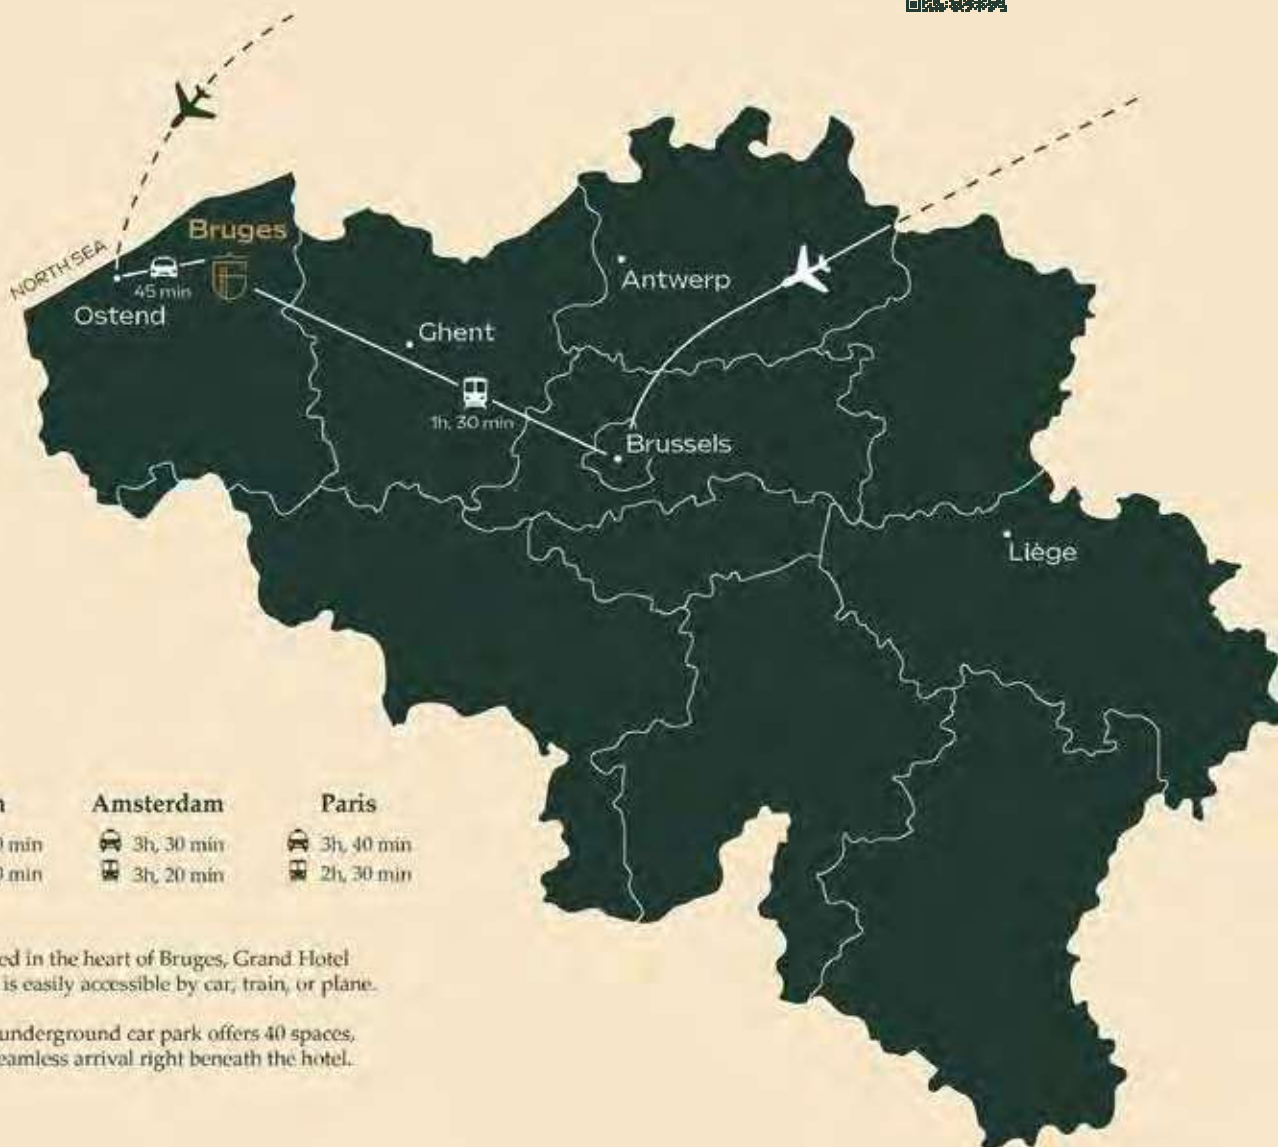 Bruges
NORTH SEA
45 min
Ostend
Antwerp
Ghent
1h, 30 min
Brussels
Liège
Amsterdam
Paris
min
3h, 30 min
3h, 40 min
min
3h, 20 min
2h, 30 min
in the heart of Bruges, Grand Hotel
is easily accessible by car, train, or plane.
underground car park offers 40 spaces,
arrival right beneath the hotel.